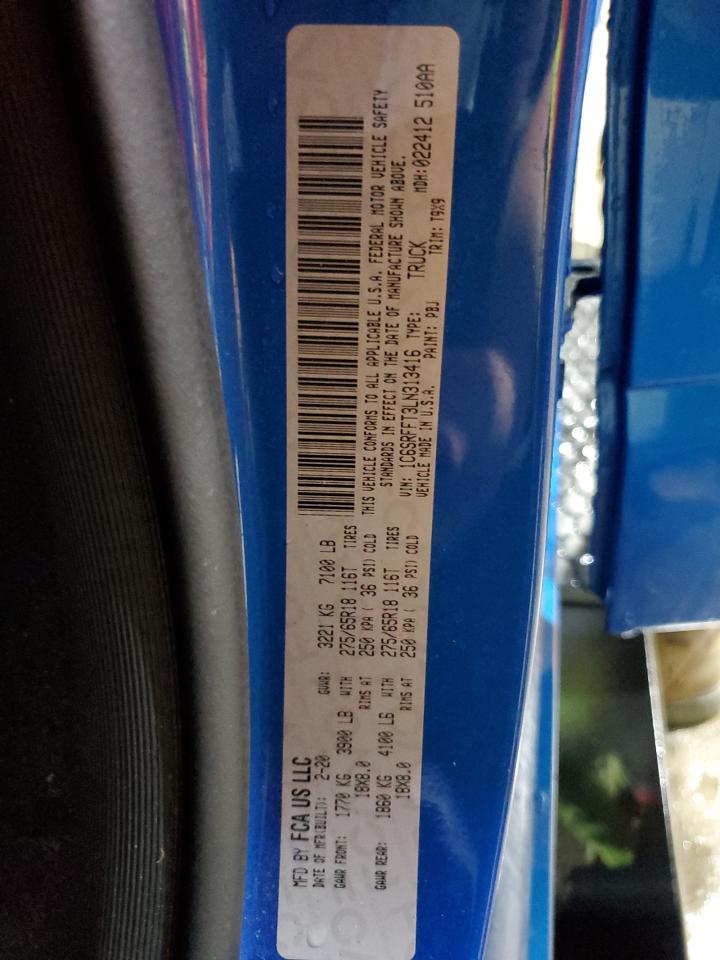 MFD BY FCA US LLC
DATE OF MFR(BUILT): 2-20 GVWR: 3221 KG 7100 LB
GAWR FRONT: 1770 KG 3900 LB WITH 275/65R18 116T TIRES
18X8.0 RIMS AT 250 KPA ( 36 PSI) COLD
GAWR REAR: 1860 KG 4100 LB WITH 275/65R18 116T TIRES
18X8.0 RIMS AT 250 KPA ( 36 PSI) COLD
THIS VEHICLE CONFORMS TO ALL APPLICABLE U.S.A. FEDERAL MOTOR VEHICLE SAFETY
STANDARDS IN EFFECT ON THE DATE OF MANUFACTURE SHOWN ABOVE.
VIN: 1C6SRFFT3LN313416 TYPE: TRUCK MDH:022412 510AA
VEHICLE MADE IN U.S.A. PAINT: PBJ TRIM: T9X9